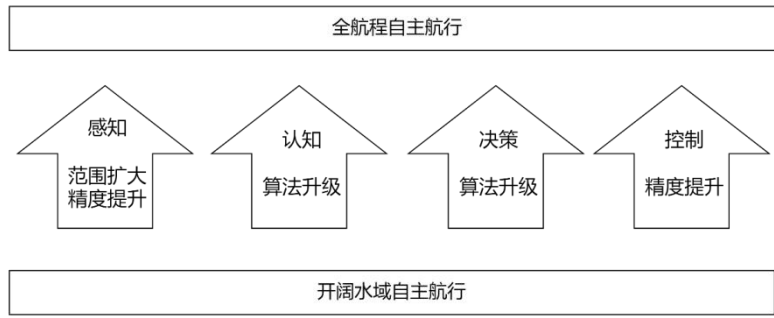 全航程自主航行
感知
范围扩大
精度提升
认知
算法升级
决策
算法升级
控制
精度提升
开阔水域自主航行